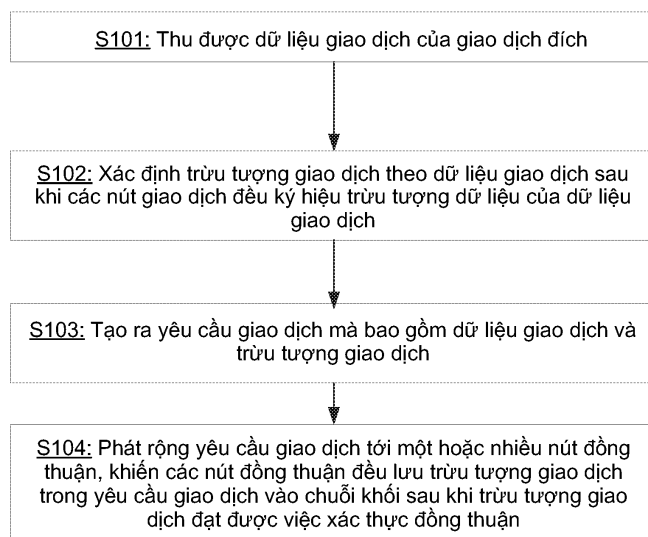 S101: Thu được dữ liệu giao dịch của giao dịch đích
S102: Xác định trừu tượng giao dịch theo dữ liệu giao dịch sau
khi các nút giao dịch đều ký hiệu trừu tượng dữ liệu của dữ liệu
giao dịch
S103: Tạo ra yêu cầu giao dịch mà bao gồm dữ liệu giao dịch và
trừu tượng giao dịch
S104: Phát rộng yêu cầu giao dịch tới một hoặc nhiều nút đồng
thuận, khiến các nút đồng thuận đều lưu trừu tượng giao dịch
trong yêu cầu giao dịch vào chuỗi khối sau khi trừu tượng giao
dịch đạt được việc xác thực đồng thuận